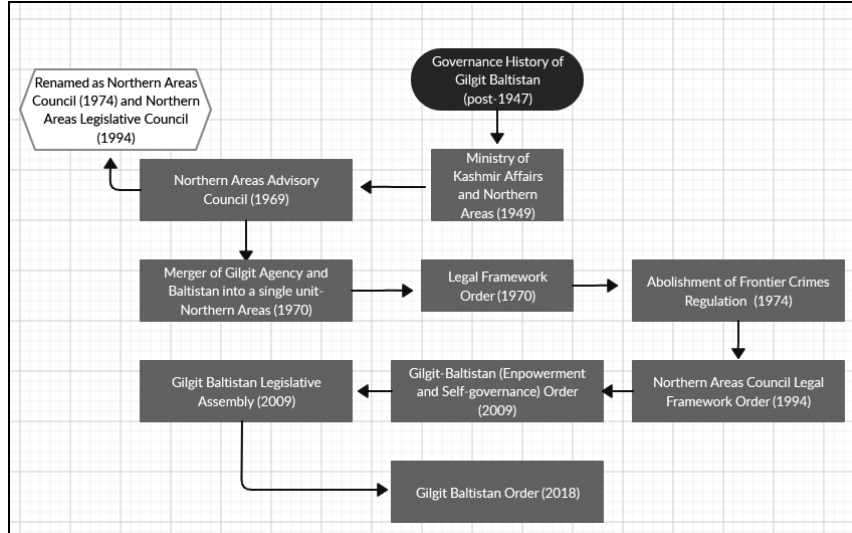 Governance History of
Gilgit Baltistan
(post-1947)
Renamed as Northern Areas
Council (1974) and Northern
Areas Legislative Council
(1994)
Ministry of
Kashmir Affairs
and Northern
Areas (1949)
Northern Areas Advisory
Council (1969)
Merger of Gilgit Agency and
Baltistan into a single unit-
Northern Areas (1970)
Legal Framework
Order (1970)
Abolishment of Frontier Crimes
Regulation (1974)
Northern Areas Council Legal
Framework Order (1994)
Gilgit-Baltistan (Enpowerment
and Self-governance) Order
(2009)
Gilgit Baltistan Legislative
Assembly (2009)
Gilgit Baltistan Order (2018)